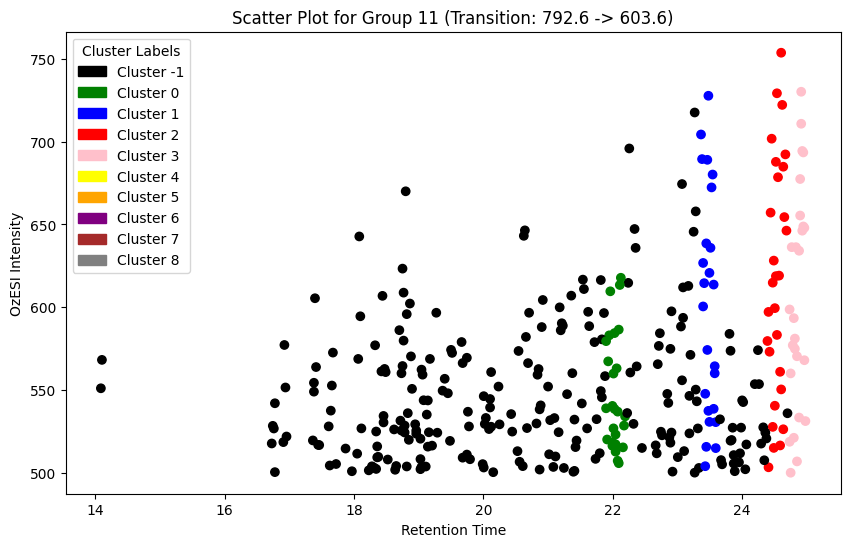 Scatter Plot for Group 11 (Transition: 792.6 -> 603.6)
Cluster Labels
Cluster -1
Cluster 0
Cluster 1
Cluster 2
Cluster 3
Cluster 4
Cluster 5
Cluster 6
Cluster 7
Cluster 8
OzESI Intensity
750
700
650
600
550
500
14 16 18 20 22 24
Retention Time